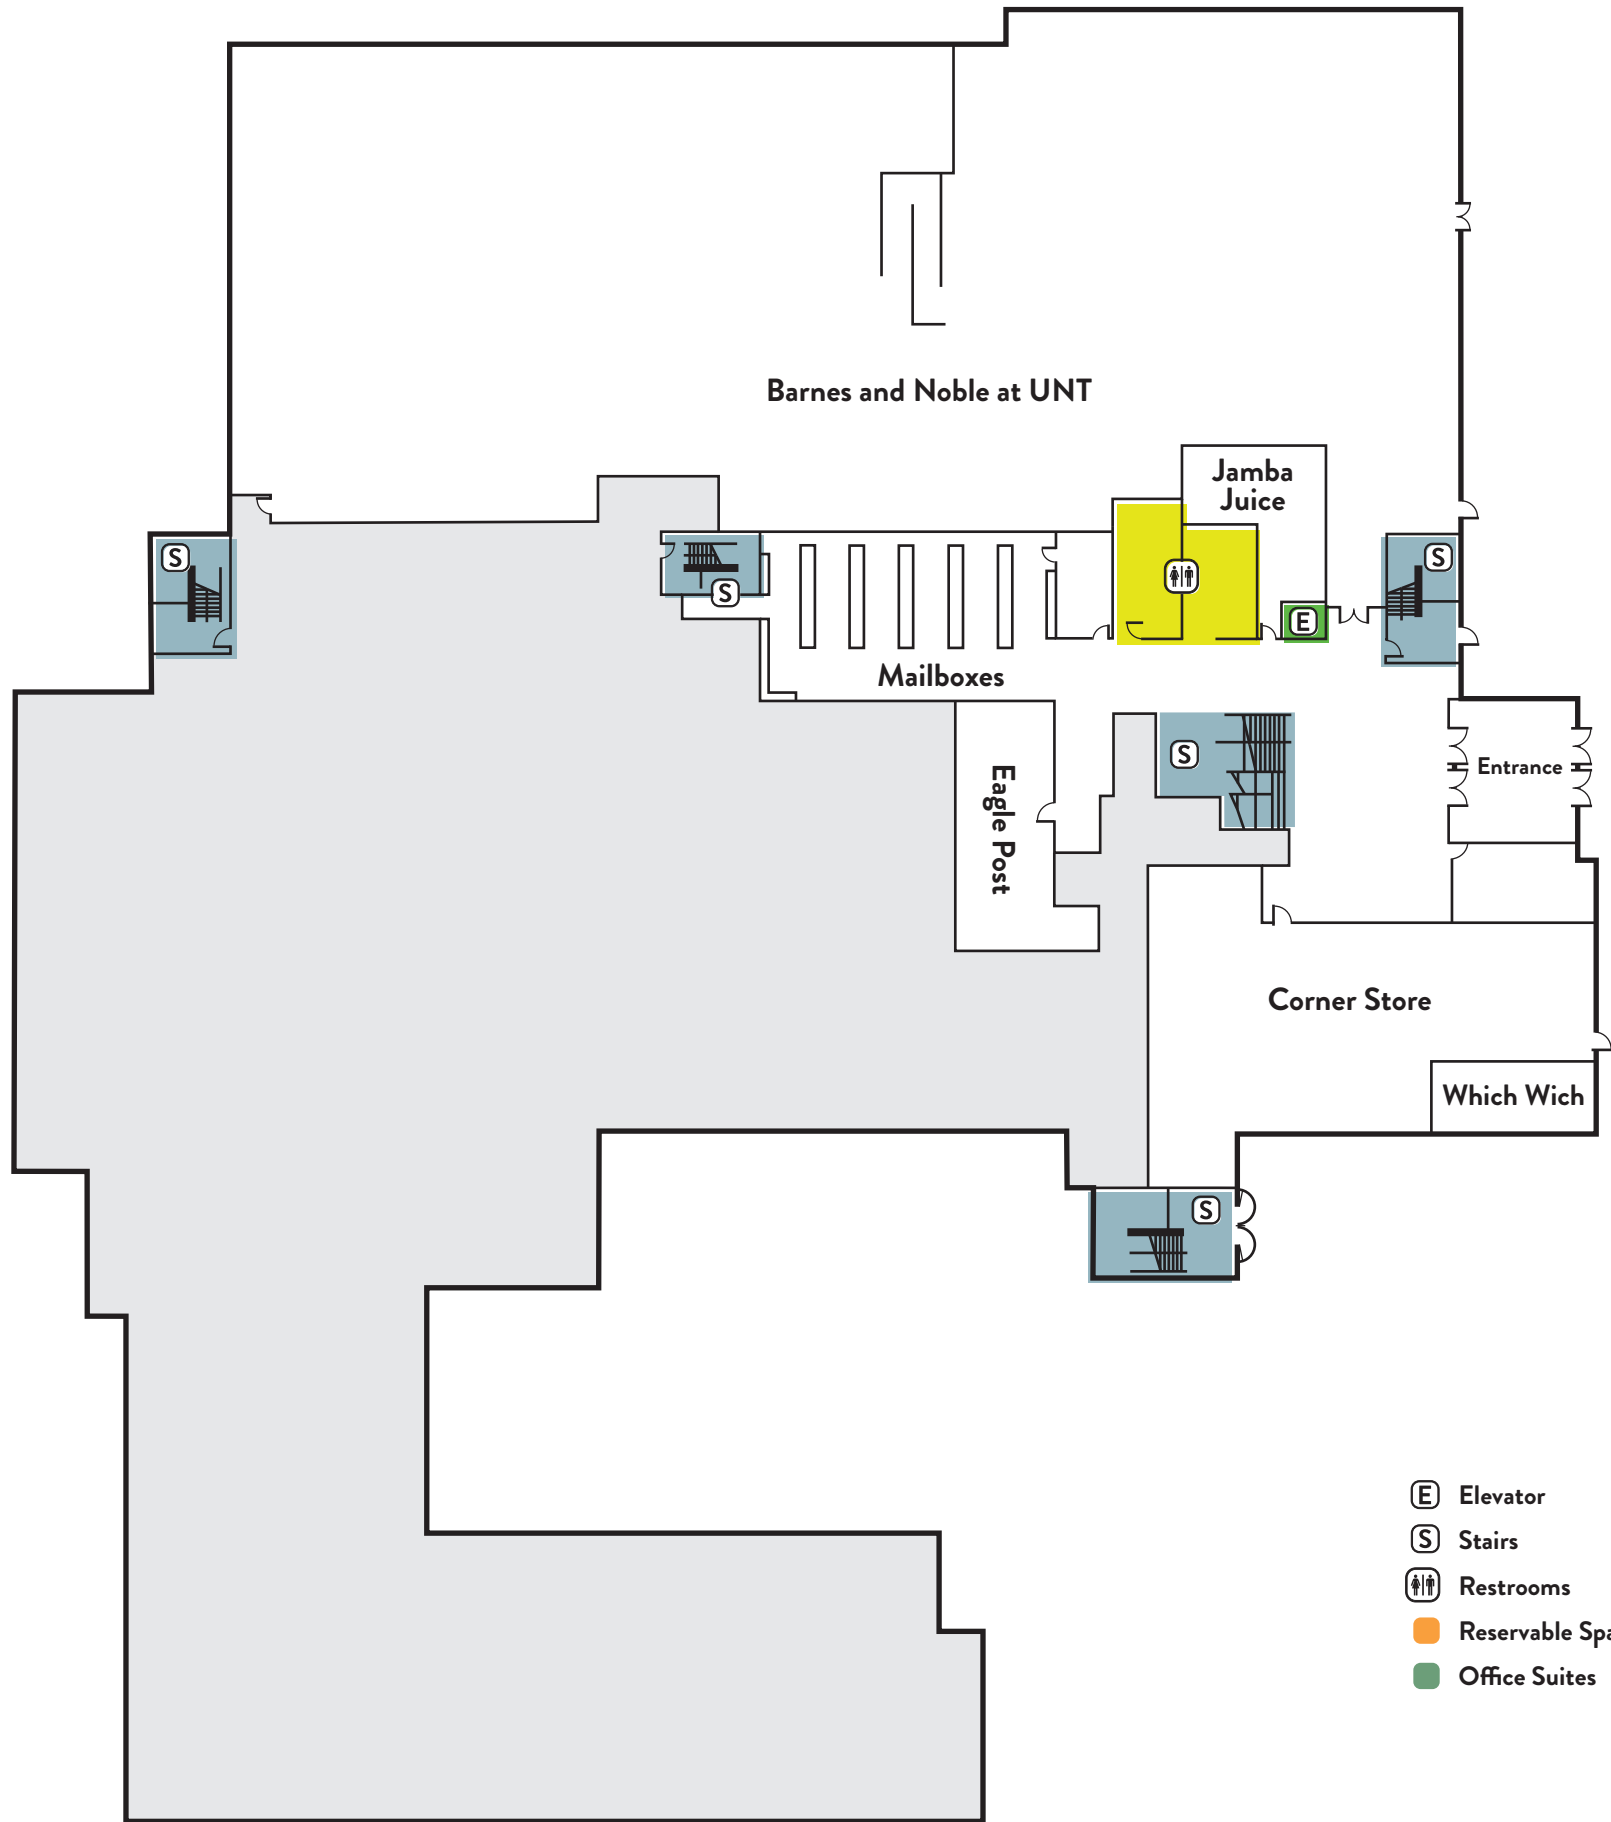 Barnes and Noble at UNT
Jamba
Juice
S
S
S
S
E
Mailboxes
S
Entrance
Eagle Post
Corner Store
Which Wich
S
E Elevator
S Stairs
Restrooms
Reservable Spa
Office Suites